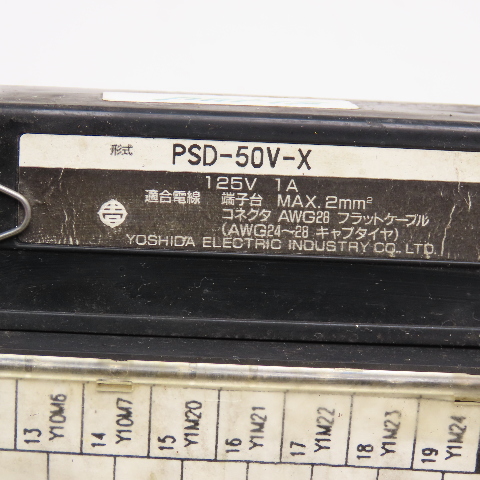 形式 PSD-50V-X
125V 1A
適合電線 端子台 MAX.2mm²
コネクタ AWG28 フラットケーブル
(AWG24～28 キャブタイヤ)
YOSHIDA ELECTRIC INDUSTRY CO., LTD.
13 Y10M6
14 Y10M7
15 Y1M20
16 Y1M21
17 Y1M22
18 Y1M23
19 Y1M24